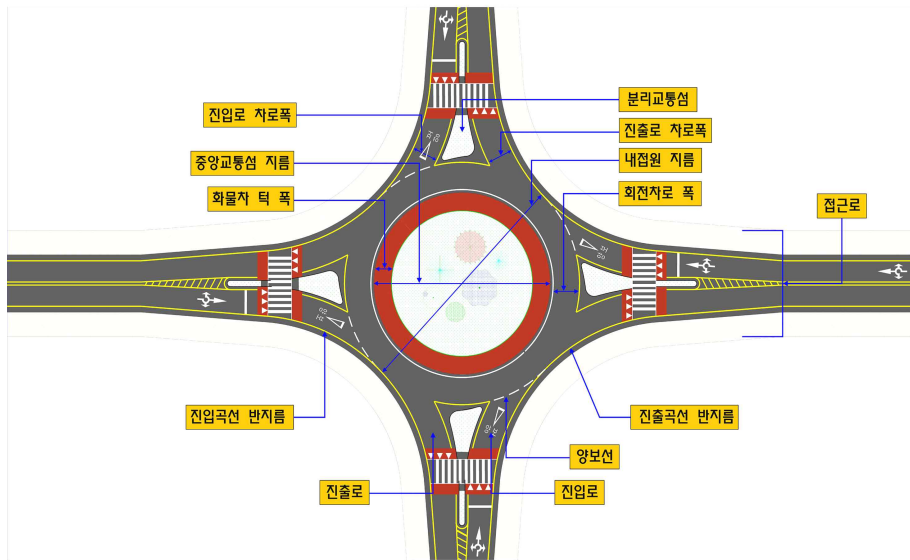 분리교통섬
진입로 차로폭
진출로 차로폭
중앙교통섬 지름
내접원 지름
화물차 턱 폭
회전차로 폭
접근로
진입곡선 반지름
진출곡선 반지름
양보선
진출로
진입로